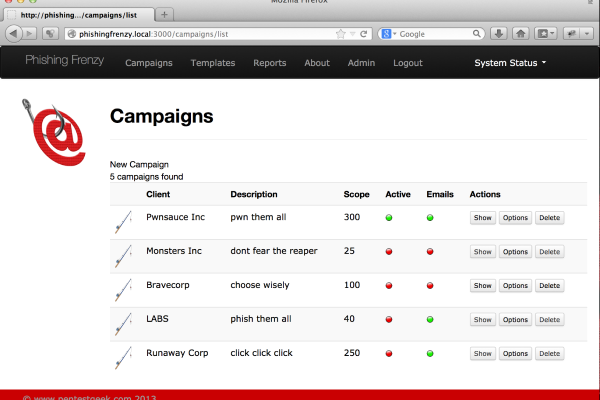 Mozilla Firefox
http://phishing.../campaigns/list
phishingfrenzy.local:3000/campaigns/list Google
Phishing Frenzy Campaigns Templates Reports About Admin Logout System Status
Campaigns
New Campaign
5 campaigns found
Client Description Scope Active Emails Actions
Pwnsauce Inc pwn them all 300 Show Options Delete
Monsters Inc dont fear the reaper 25 Show Options Delete
Bravecorp choose wisely 100 Show Options Delete
LABS phish them all 40 Show Options Delete
Runaway Corp click click click 250 Show Options Delete
© www.pentestgeek.com 2013